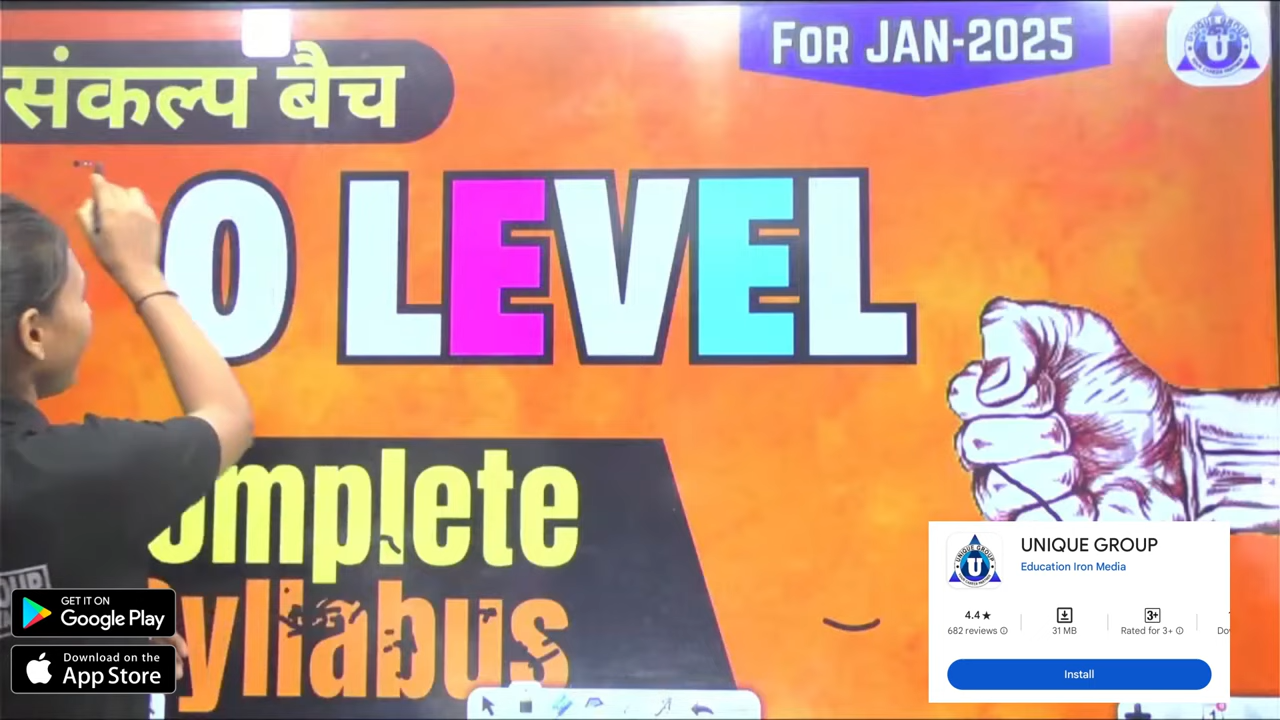 संकल्प बैच
FOR JAN-2025
O LEVEL
omplete
yllabus
UNIQUE GROUP
Education Iron Media
4.4★
682 reviews
31 MB
3+
Rated for 3+
Install
GET IT ON
Google Play
Download on the
App Store